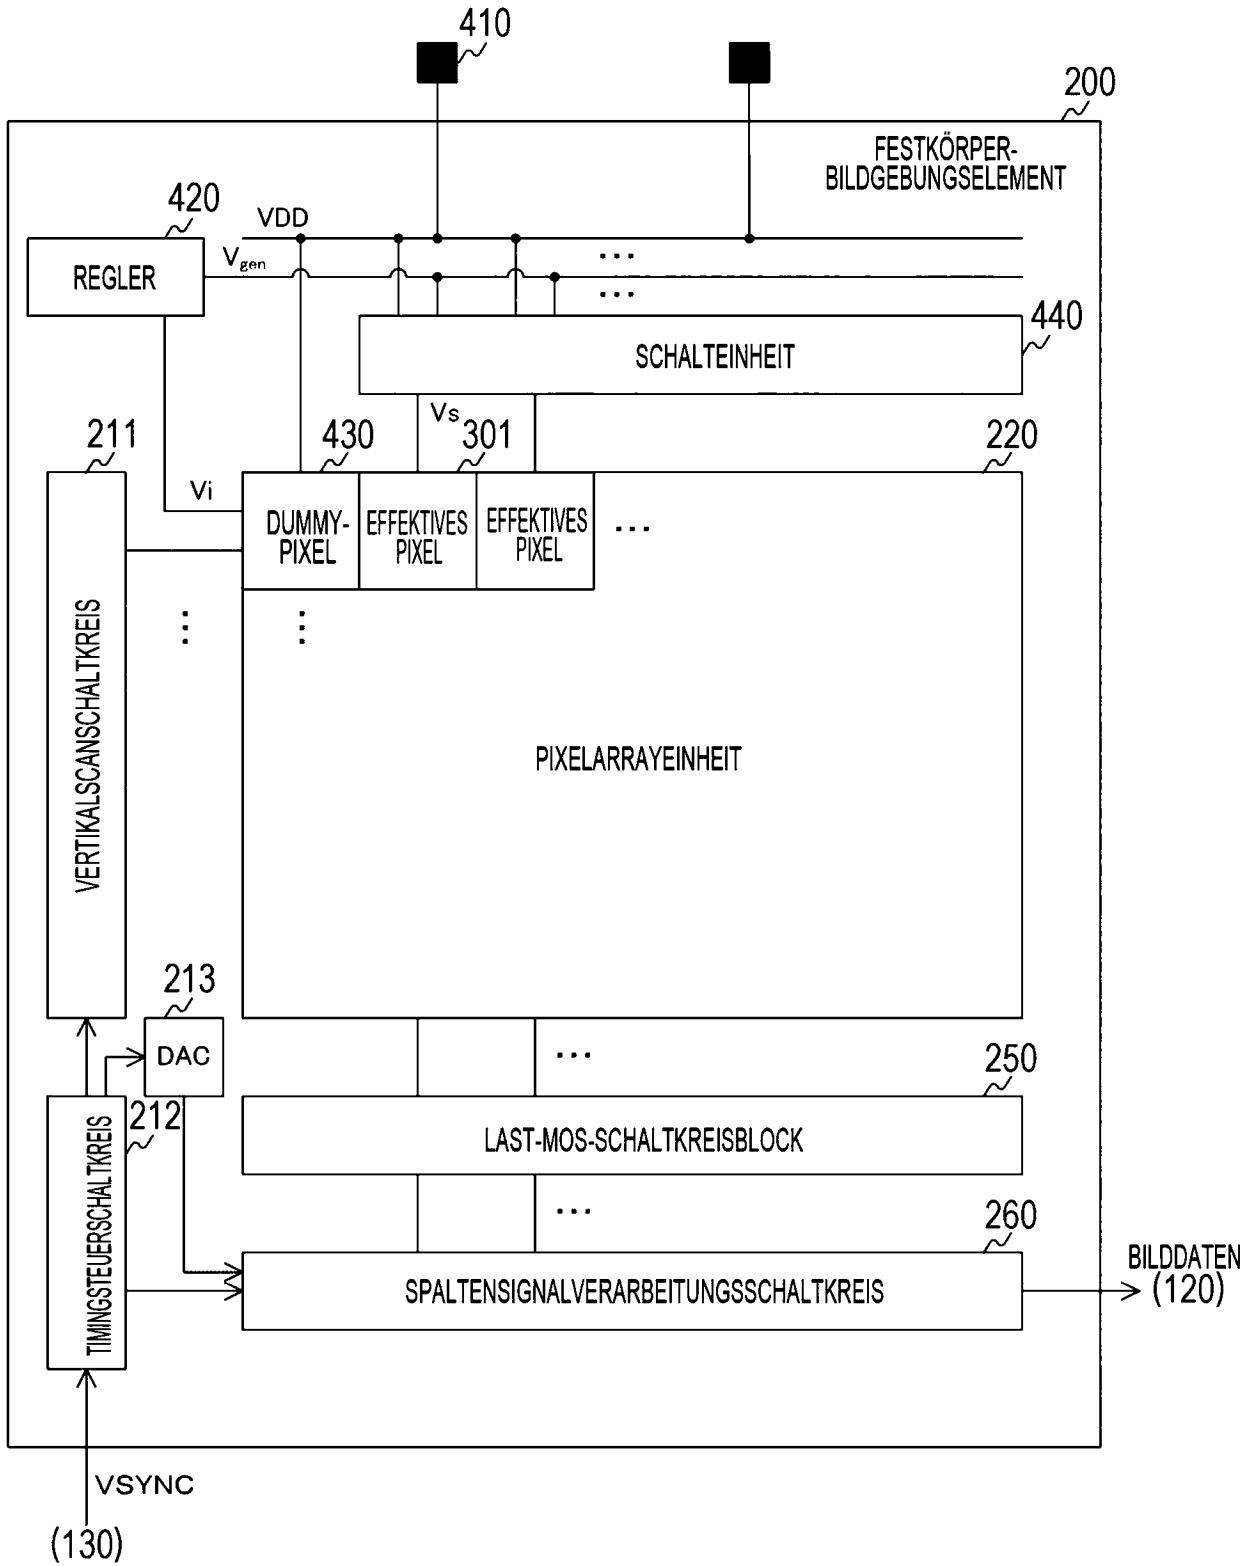 410
200
FESTKÖRPER-
BILDGEBUNGSELEMENT
420
VDD
Vgen
...
REGLER
...
440
SCHALTEINHEIT
Vs
211
430
301
220
Vi
DUMMY-
PIXEL
EFFEKTIVES
PIXEL
EFFEKTIVES
PIXEL
...
VERTIKALSCANSCHALTKREIS
PIXELARRAYEINHEIT
213
DAC
...
250
212
LAST-MOS-SCHALTKREISBLOCK
TIMINGSTEUERSCHALTKREIS
...
260
SPALTENSIGNALVERARBEITUNGSSCHALTKREIS
BILDDATEN
(120)
VSYNC
(130)